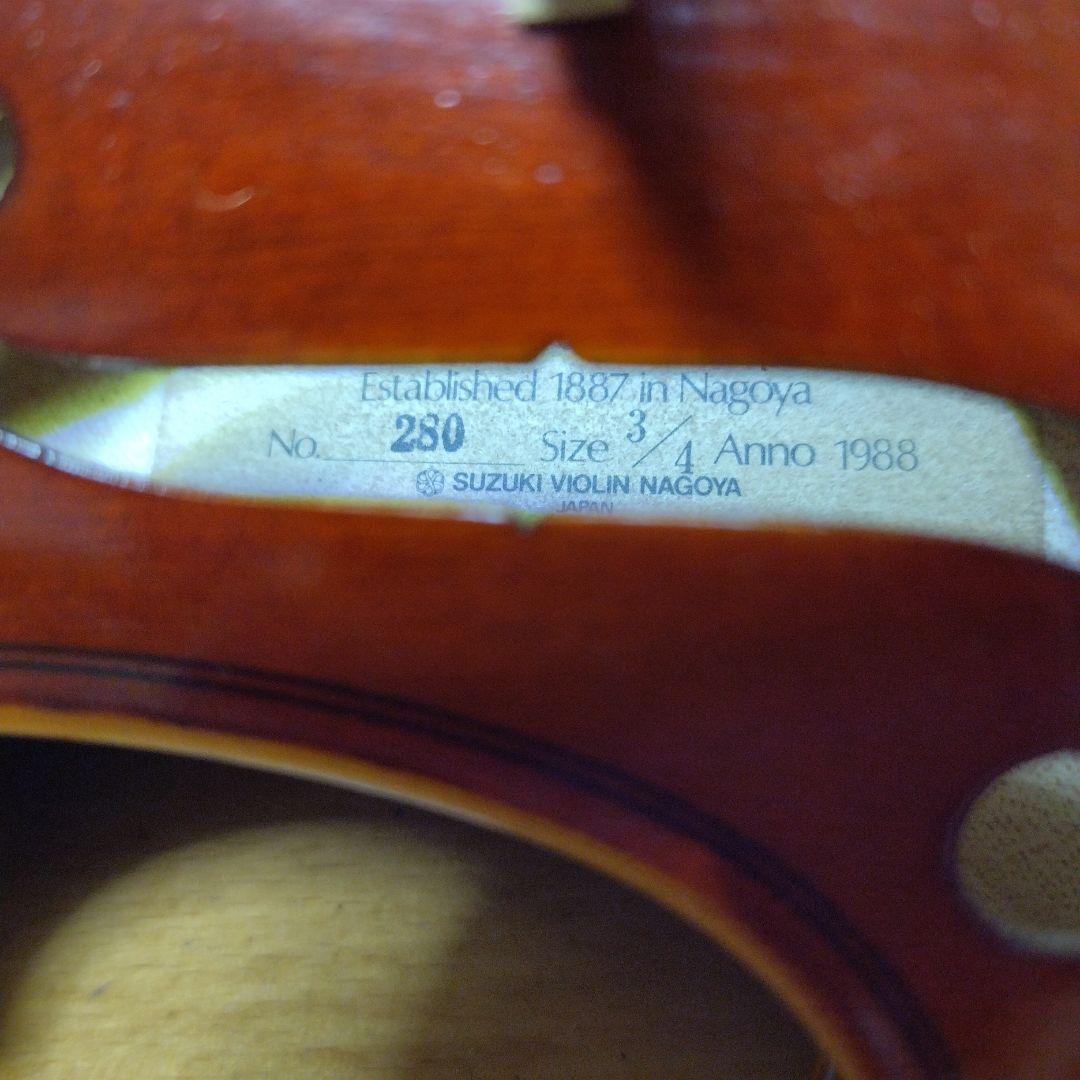 Established 1887 in Nagoya
No. 280 Size 3/4 Anno 1988
SUZUKI VIOLIN NAGOYA
JAPAN